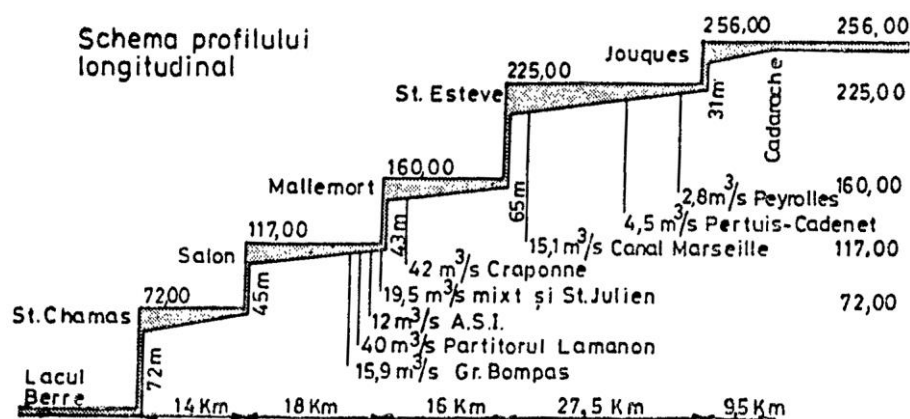 Schema profilului
longitudinal
256,00 256,00
Jouques
225,00
St. Esteve
31m
Cadarache
225,00
160,00
Mallemort
65m
2,8m³/s Peyrolles
160,00
4,5 m³/s Pertuis-Cadenet
117,00
43m
15,1 m³/s Canal Marseille
117,00
Salon
42 m³/s Craponne
45m
19,5 m³/s mixt și St.Julien
72,00
72,00
St.Chamas
12m³/s A.S.I.
40m³/s Partitorul Lamanon
72m
15,9 m³/s Gr. Bompas
Lacul
Berre
14 Km 18 Km 16 Km 27,5 Km 9,5 Km